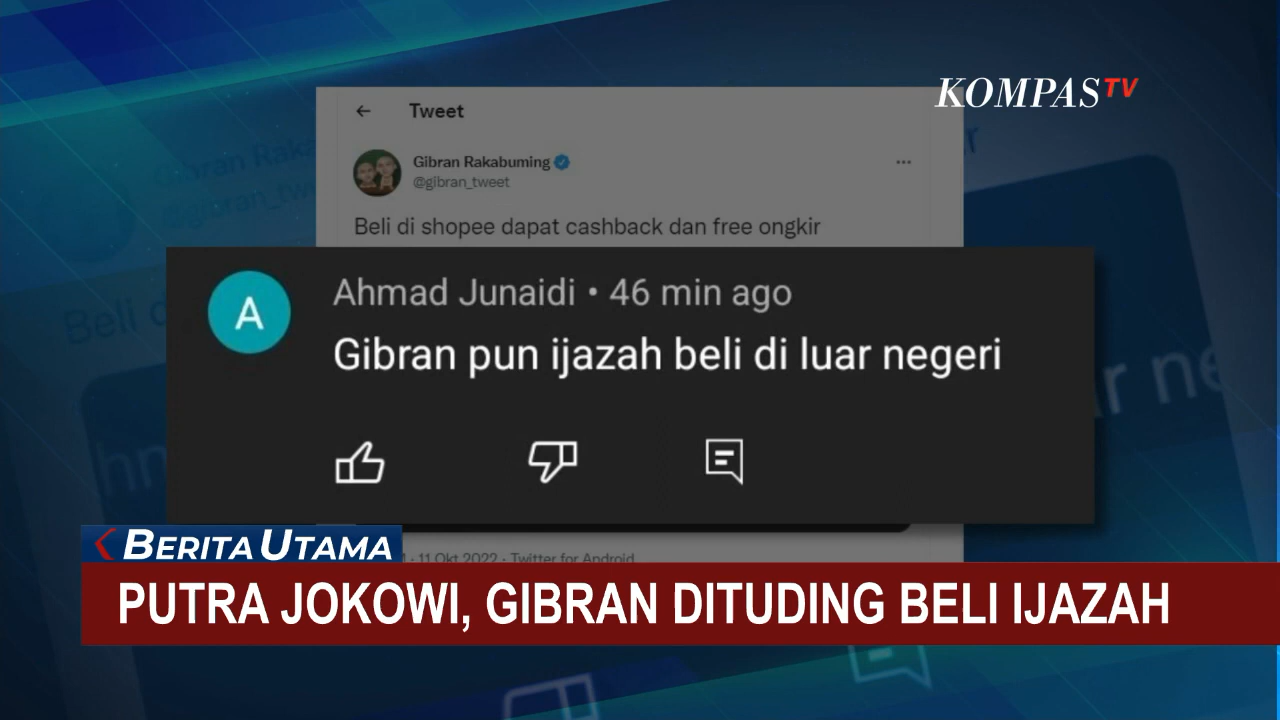 KOMPASTV
Tweet
Gibran Rakabuming
@gibran_tweet
Beli di shopee dapat cashback dan free ongkir
A
Ahmad Junaidi • 46 min ago
Gibran pun ijazah beli di luar negeri
11 Okt 2022 · Twitter for Android
BERITA UTAMA
PUTRA JOKOWI, GIBRAN DITUDING BELI IJAZAH